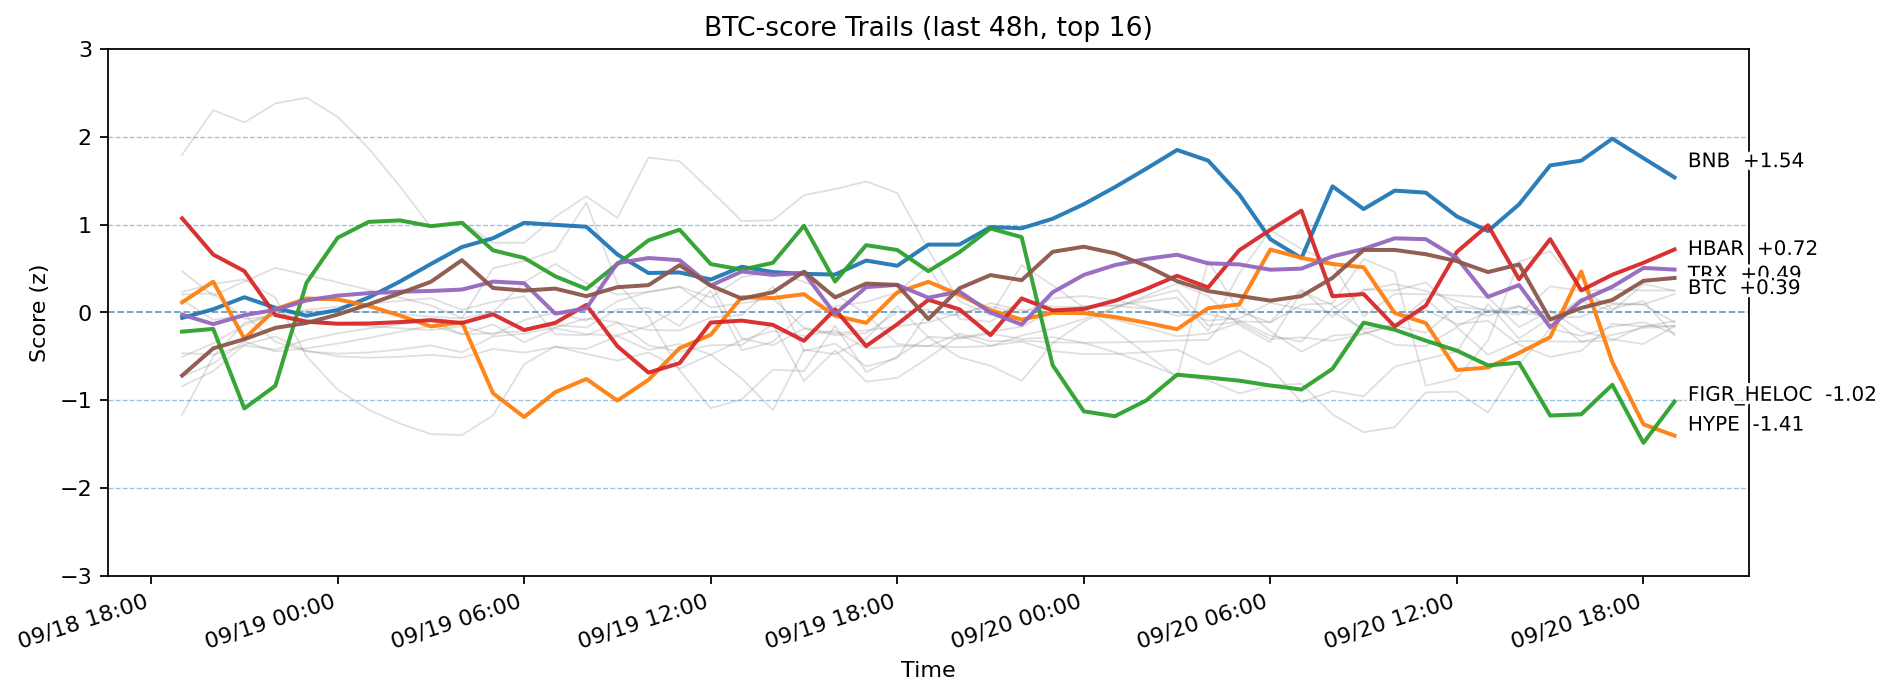 BTC-score Trails (last 48h, top 16)
Score (z)
3
2
1
0
−1
−2
−3
BNB +1.54
HBAR +0.72
TRX +0.49
BTC +0.39
FIGR_HELOC -1.02
HYPE -1.41
09/18 18:00
09/19 00:00
09/19 06:00
09/19 12:00
09/19 18:00
09/20 00:00
09/20 06:00
09/20 12:00
09/20 18:00
Time